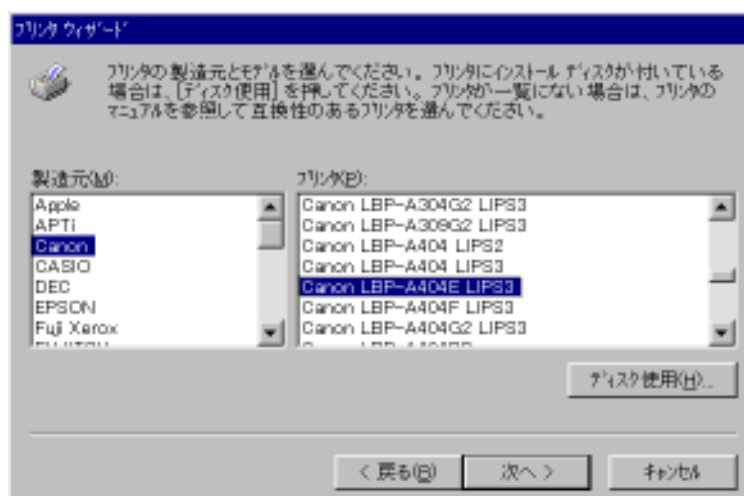 プリンタ ウィザード
プリンタの製造元とモデルを選んでください。プリンタにインストール ディスクが付いている
場合は、[ディスク使用] を押してください。プリンタが一覧にない場合は、プリンタの
マニュアルを参照して互換性のあるプリンタを選んでください。
製造元(M):
Apple
APTi
Canon
CASIO
DEC
EPSON
Fuji Xerox
プリンタ(P):
Canon LBP-A304G2 LIPS3
Canon LBP-A309G2 LIPS3
Canon LBP-A404 LIPS2
Canon LBP-A404 LIPS3
Canon LBP-A404E LIPS3
Canon LBP-A404F LIPS3
Canon LBP-A404G2 LIPS3
ディスク使用(H)...
< 戻る(B)
次へ >
キャンセル